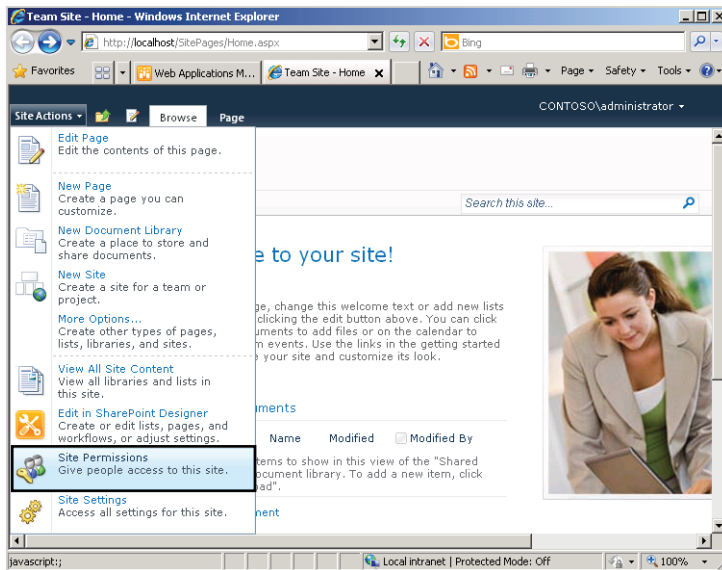 Team Site - Home - Windows Internet Explorer
http://localhost/SitePages/Home.aspx
Bing
Favorites
Web Applications M...
Team Site - Home
Page
Safety
Tools
Site Actions
Browse
Page
CONTOSO\administrator
Edit Page
Edit the contents of this page.
New Page
Create a page you can
customize.
Search this site...
New Document Library
Create a place to store and
share documents.
e to your site!
New Site
Create a site for a team or
project.
ge, change this welcome text or add new lists
clicking the edit button above. You can click
uments to add files or on the calendar to
m events. Use the links in the getting started
your site and customize its look.
More Options...
Create other types of pages,
lists, libraries, and sites.
View All Site Content
View all libraries and lists in
this site.
Edit in SharePoint Designer
Create or edit lists, pages, and
workflows, or adjust settings.
uments
Name Modified Modified By
Site Permissions
Give people access to this site.
tems to show in this view of the "Shared
ocument library. To add a new item, click
oad".
Site Settings
Access all settings for this site.
ment
javascript:;
Local intranet | Protected Mode: Off
100%